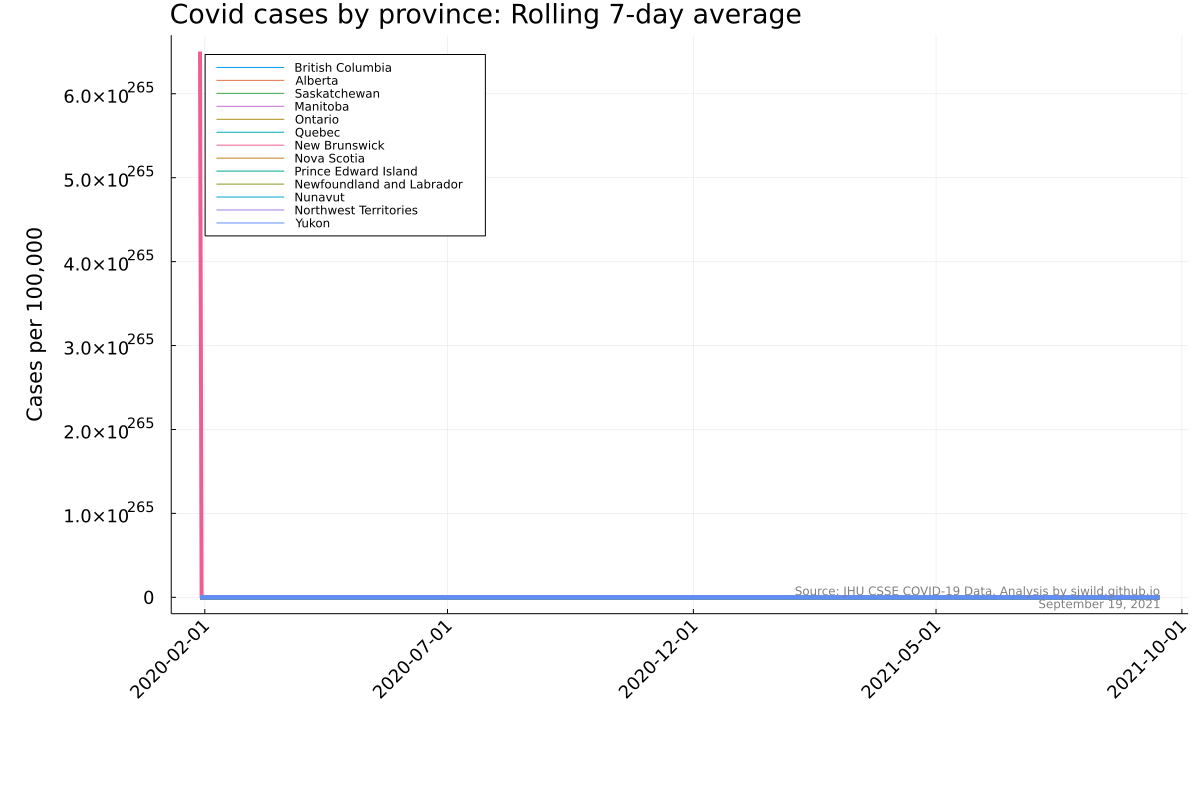 Covid cases by province: Rolling 7-day average
Cases per 100,000
6.0×10^265
5.0×10^265
4.0×10^265
3.0×10^265
2.0×10^265
1.0×10^265
0
British Columbia
Alberta
Saskatchewan
Manitoba
Ontario
Quebec
New Brunswick
Nova Scotia
Prince Edward Island
Newfoundland and Labrador
Nunavut
Northwest Territories
Yukon
Source: JHU CSSE COVID-19 Data. Analysis by siwild.github.io
September 19, 2021
2020-02-01
2020-07-01
2020-12-01
2021-05-01
2021-10-01